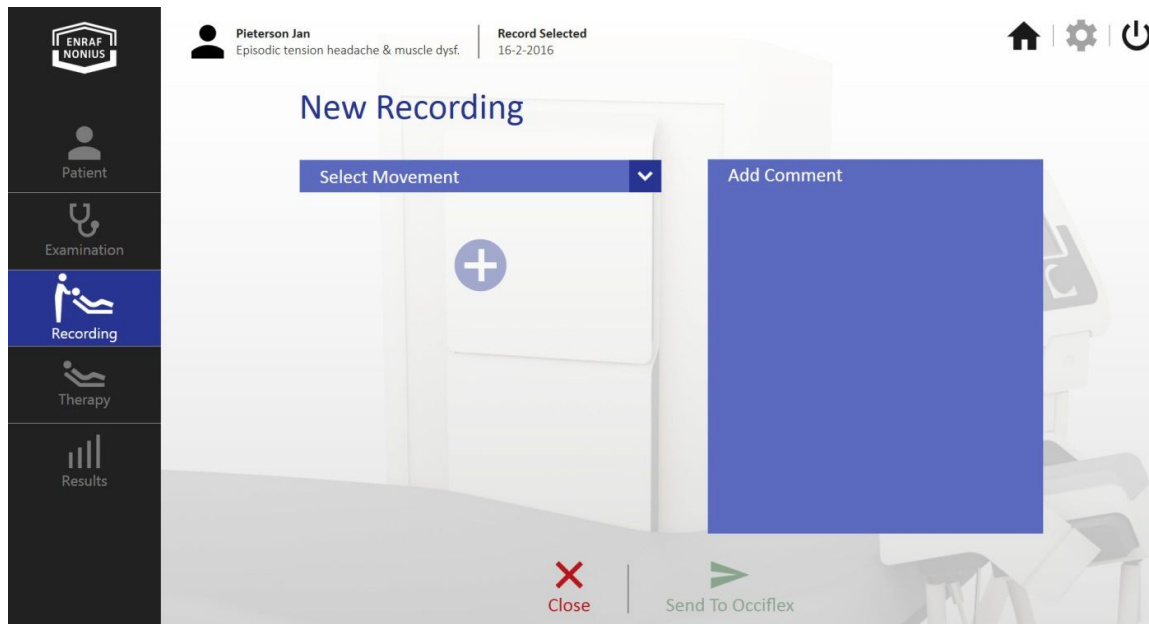 ENRAF
NONIUS
Pieterson Jan
Episodic tension headache & muscle dysf.
Record Selected
16-2-2016
New Recording
Patient
Examination
Recording
Therapy
Results
Select Movement
Add Comment
Close
Send To Occiflex